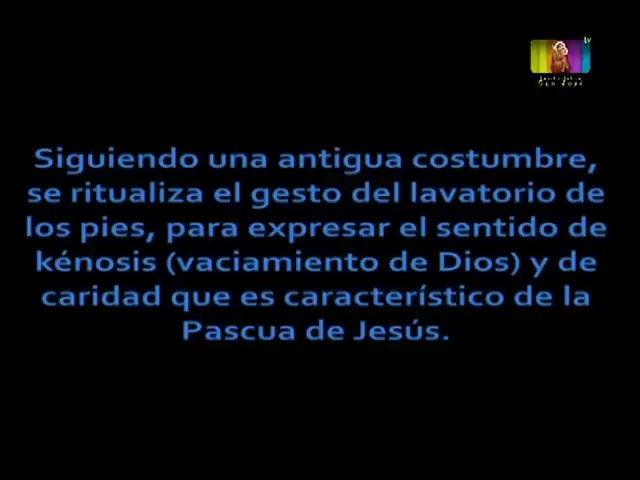 tv
Siguiendo una antigua costumbre,
se ritualiza el gesto del lavatorio de
los pies, para expresar el sentido de
kénosis (vaciamiento de Dios) y de
caridad que es característico de la
Pascua de Jesús.